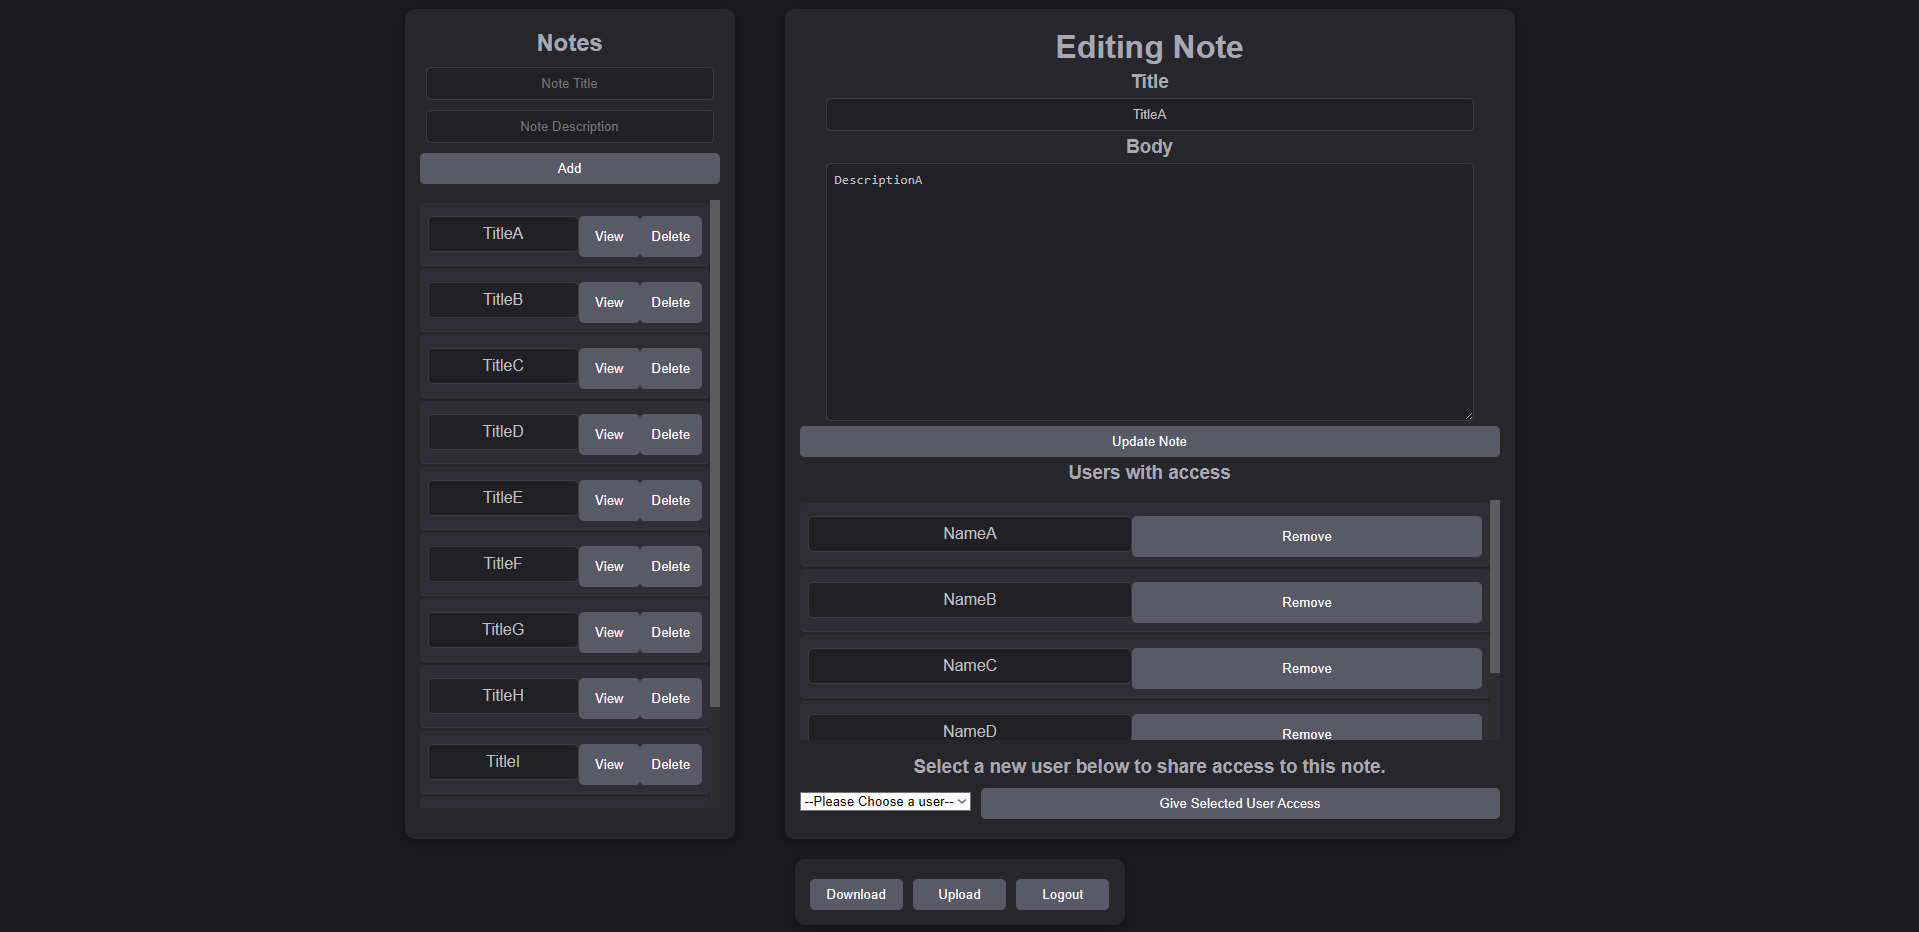 Notes
Note Title
Note Description
Add
TitleA View Delete
TitleB View Delete
TitleC View Delete
TitleD View Delete
TitleE View Delete
TitleF View Delete
TitleG View Delete
TitleH View Delete
TitleI View Delete
Editing Note
Title
TitleA
Body
DescriptionA
Update Note
Users with access
NameA Remove
NameB Remove
NameC Remove
NameD Remove
Select a new user below to share access to this note.
--Please Choose a user-- Give Selected User Access
Download Upload Logout